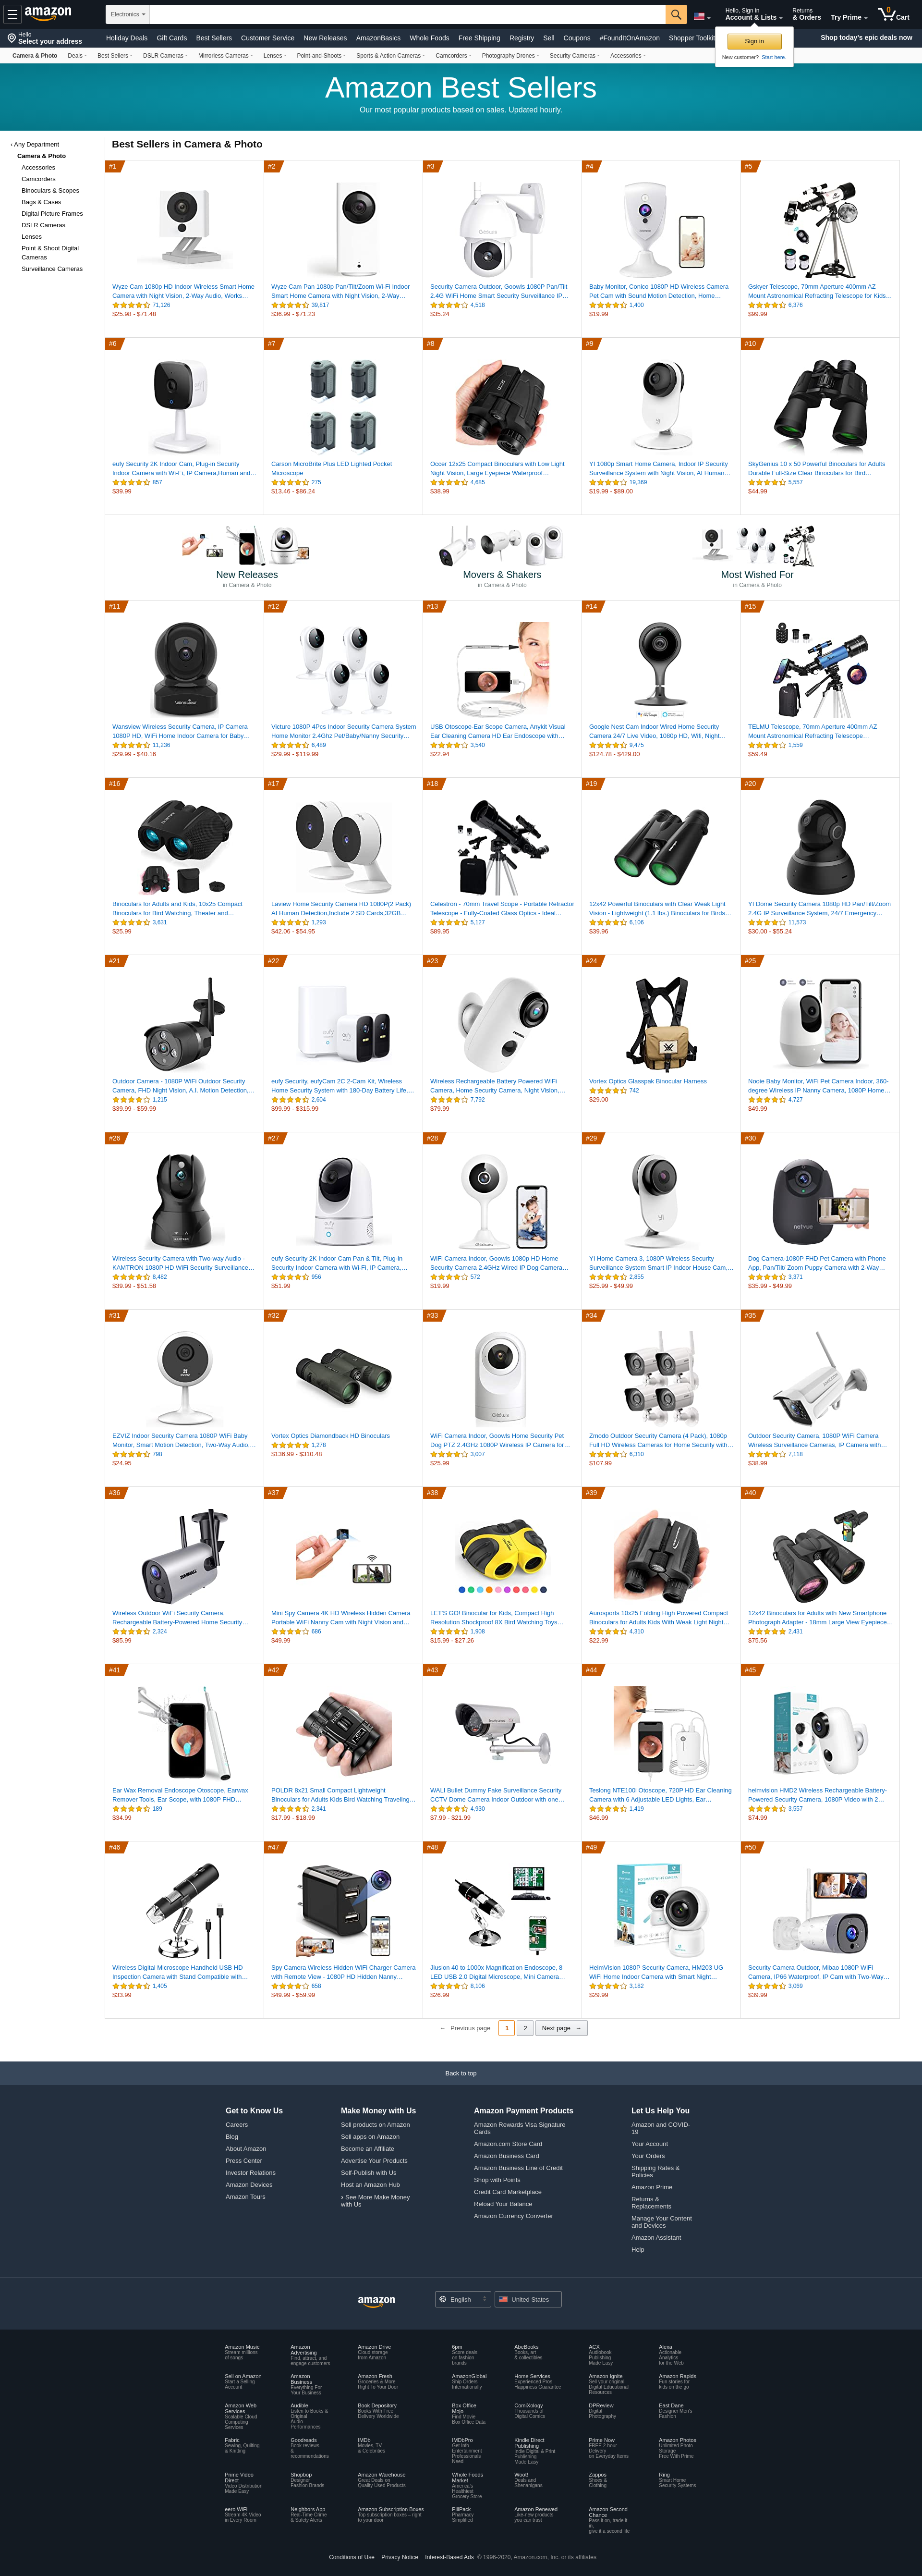 amazon
Electronics
Hello, Sign in
Account & Lists
Returns
& Orders
Try Prime
0
Cart
Hello
Select your address
Holiday Deals Gift Cards Best Sellers Customer Service New Releases AmazonBasics Whole Foods Free Shipping Registry Sell Coupons #FoundItOnAmazon Shopper Toolkit
Shop today's epic deals now
Sign in
New customer? Start here.
Camera & Photo Deals Best Sellers DSLR Cameras Mirrorless Cameras Lenses Point-and-Shoots Sports & Action Cameras Camcorders Photography Drones Security Cameras Accessories
Amazon Best Sellers
Our most popular products based on sales. Updated hourly.
‹ Any Department
Camera & Photo
Accessories
Camcorders
Binoculars & Scopes
Bags & Cases
Digital Picture Frames
DSLR Cameras
Lenses
Point & Shoot Digital
Cameras
Surveillance Cameras
Best Sellers in Camera & Photo
#1
Wyze Cam 1080p HD Indoor Wireless Smart Home
Camera with Night Vision, 2-Way Audio, Works…
71,126
$25.98 - $71.48
#2
Wyze Cam Pan 1080p Pan/Tilt/Zoom Wi-Fi Indoor
Smart Home Camera with Night Vision, 2-Way…
39,817
$36.99 - $71.23
#3
Security Camera Outdoor, Goowls 1080P Pan/Tilt
2.4G WiFi Home Smart Security Surveillance IP…
4,518
$35.24
#4
Baby Monitor, Conico 1080P HD Wireless Camera
Pet Cam with Sound Motion Detection, Home…
1,400
$19.99
#5
Gskyer Telescope, 70mm Aperture 400mm AZ
Mount Astronomical Refracting Telescope for Kids…
6,378
$99.99
#6
eufy Security 2K Indoor Cam, Plug-in Security
Indoor Camera with Wi-Fi, IP Camera,Human and…
857
$39.99
#7
Carson MicroBrite Plus LED Lighted Pocket
Microscope
275
$13.46 - $86.24
#8
Occer 12x25 Compact Binoculars with Low Light
Night Vision, Large Eyepiece Waterproof…
4,685
$38.99
#9
YI 1080p Smart Home Camera, Indoor IP Security
Surveillance System with Night Vision, AI Human…
19,369
$19.99 - $89.00
#10
SkyGenius 10 x 50 Powerful Binoculars for Adults
Durable Full-Size Clear Binoculars for Bird…
5,557
$44.99
New Releases
in Camera & Photo
Movers & Shakers
in Camera & Photo
Most Wished For
in Camera & Photo
#11
Wansview Wireless Security Camera, IP Camera
1080P HD, WiFi Home Indoor Camera for Baby…
11,236
$29.99 - $40.16
#12
Victure 1080P 4Pcs Indoor Security Camera System
Home Monitor 2.4Ghz Pet/Baby/Nanny Security…
6,489
$29.99 - $119.99
#13
USB Otoscope-Ear Scope Camera, Anykit Visual
Ear Cleaning Camera HD Ear Endoscope with…
3,540
$22.94
#14
Google Nest Cam Indoor Wired Home Security
Camera 24/7 Live Video, 1080p HD, Wifi, Night…
9,475
$124.78 - $429.00
#15
TELMU Telescope, 70mm Aperture 400mm AZ
Mount Astronomical Refracting Telescope…
1,559
$59.49
#16
Binoculars for Adults and Kids, 10x25 Compact
Binoculars for Bird Watching, Theater and…
3,631
$25.99
#17
Laview Home Security Camera HD 1080P(2 Pack)
AI Human Detection,Include 2 SD Cards,32GB…
1,293
$42.06 - $54.95
#18
Celestron - 70mm Travel Scope - Portable Refractor
Telescope - Fully-Coated Glass Optics - Ideal…
5,127
$89.95
#19
12x42 Powerful Binoculars with Clear Weak Light
Vision - Lightweight (1.1 lbs.) Binoculars for Birds…
6,106
$39.96
#20
YI Dome Security Camera 1080p HD Pan/Tilt/Zoom
2.4G IP Surveillance System, 24/7 Emergency…
11,573
$30.00 - $55.24
#21
Outdoor Camera - 1080P WiFi Outdoor Security
Camera, FHD Night Vision, A.I. Motion Detection,…
1,215
$39.99 - $59.99
#22
eufy Security, eufyCam 2C 2-Cam Kit, Wireless
Home Security System with 180-Day Battery Life,…
2,604
$99.99 - $315.99
#23
Wireless Rechargeable Battery Powered WiFi
Camera, Home Security Camera, Night Vision,…
7,792
$79.99
#24
Vortex Optics Glasspak Binocular Harness
742
$29.00
#25
Nooie Baby Monitor, WiFi Pet Camera Indoor, 360-
degree Wireless IP Nanny Camera, 1080P Home…
4,727
$49.99
#26
Wireless Security Camera with Two-way Audio -
KAMTRON 1080P HD WiFi Security Surveillance…
8,482
$39.99 - $51.58
#27
eufy Security 2K Indoor Cam Pan & Tilt, Plug-in
Security Indoor Camera with Wi-Fi, IP Camera,…
956
$51.99
#28
WiFi Camera Indoor, Goowls 1080p HD Home
Security Camera 2.4GHz Wired IP Dog Camera…
572
$19.99
#29
YI Home Camera 3, 1080P Wireless Security
Surveillance System Smart IP Indoor House Cam,…
2,855
$25.99 - $49.99
#30
Dog Camera-1080P FHD Pet Camera with Phone
App, Pan/Tilt/ Zoom Puppy Camera with 2-Way…
3,371
$35.99 - $49.99
#31
EZVIZ Indoor Security Camera 1080P WiFi Baby
Monitor, Smart Motion Detection, Two-Way Audio,…
798
$24.95
#32
Vortex Optics Diamondback HD Binoculars
1,278
$136.99 - $310.48
#33
WiFi Camera Indoor, Goowls Home Security Pet
Dog PTZ 2.4GHz 1080P Wireless IP Camera for…
3,007
$25.99
#34
Zmodo Outdoor Security Camera (4 Pack), 1080p
Full HD Wireless Cameras for Home Security with…
6,310
$107.99
#35
Outdoor Security Camera, 1080P WiFi Camera
Wireless Surveillance Cameras, IP Camera with…
7,118
$38.99
#36
Wireless Outdoor WiFi Security Camera,
Rechargeable Battery-Powered Home Security…
2,324
$85.99
#37
Mini Spy Camera 4K HD Wireless Hidden Camera
Portable WiFi Nanny Cam with Night Vision and…
686
$49.99
#38
LET'S GO! Binocular for Kids, Compact High
Resolution Shockproof 8X Bird Watching Toys…
1,908
$15.99 - $27.26
#39
Aurosports 10x25 Folding High Powered Compact
Binoculars for Adults Kids With Weak Light Night…
4,310
$22.99
#40
12x42 Binoculars for Adults with New Smartphone
Photograph Adapter - 18mm Large View Eyepiece…
2,431
$75.56
#41
Ear Wax Removal Endoscope Otoscope, Earwax
Remover Tools, Ear Scope, with 1080P FHD…
189
$34.99
#42
POLDR 8x21 Small Compact Lightweight
Binoculars for Adults Kids Bird Watching Traveling…
2,341
$17.99 - $18.99
#43
WALI Bullet Dummy Fake Surveillance Security
CCTV Dome Camera Indoor Outdoor with one…
4,930
$7.99 - $21.99
#44
Teslong NTE100i Otoscope, 720P HD Ear Cleaning
Camera with 6 Adjustable LED Lights, Ear…
1,419
$46.99
#45
heimvision HMD2 Wireless Rechargeable Battery-
Powered Security Camera, 1080P Video with 2…
3,557
$74.99
#46
Wireless Digital Microscope Handheld USB HD
Inspection Camera with Stand Compatible with…
1,405
$33.99
#47
Spy Camera Wireless Hidden WiFi Charger Camera
with Remote View - 1080P HD Hidden Nanny…
658
$49.99 - $59.99
#48
Jiusion 40 to 1000x Magnification Endoscope, 8
LED USB 2.0 Digital Microscope, Mini Camera…
8,106
$26.99
#49
HeimVision 1080P Security Camera, HM203 UG
WiFi Home Indoor Camera with Smart Night…
3,182
$29.99
#50
Security Camera Outdoor, Mibao 1080P WiFi
Camera, IP66 Waterproof, IP Cam with Two-Way…
3,069
$39.99
← Previous page 1 2 Next page →
Back to top
Get to Know Us
Careers
Blog
About Amazon
Press Center
Investor Relations
Amazon Devices
Amazon Tours
Make Money with Us
Sell products on Amazon
Sell apps on Amazon
Become an Affiliate
Advertise Your Products
Self-Publish with Us
Host an Amazon Hub
› See More Make Money
with Us
Amazon Payment Products
Amazon Rewards Visa Signature
Cards
Amazon.com Store Card
Amazon Business Card
Amazon Business Line of Credit
Shop with Points
Credit Card Marketplace
Reload Your Balance
Amazon Currency Converter
Let Us Help You
Amazon and COVID-
19
Your Account
Your Orders
Shipping Rates &
Policies
Amazon Prime
Returns &
Replacements
Manage Your Content
and Devices
Amazon Assistant
Help
amazon
English
United States
Amazon Music
Stream millions
of songs
Amazon
Advertising
Find, attract, and
engage customers
Amazon Drive
Cloud storage
from Amazon
6pm
Score deals
on fashion
brands
AbeBooks
Books, art
& collectibles
ACX
Audiobook
Publishing
Made Easy
Alexa
Actionable
Analytics
for the Web
Sell on Amazon
Start a Selling
Account
Amazon
Business
Everything For
Your Business
Amazon Fresh
Groceries & More
Right To Your Door
AmazonGlobal
Ship Orders
Internationally
Home Services
Experienced Pros
Happiness Guarantee
Amazon Ignite
Sell your original
Digital Educational
Resources
Amazon Rapids
Fun stories for
kids on the go
Amazon Web
Services
Scalable Cloud
Computing
Services
Audible
Listen to Books &
Original
Audio
Performances
Book Depository
Books With Free
Delivery Worldwide
Box Office
Mojo
Find Movie
Box Office Data
ComiXology
Thousands of
Digital Comics
DPReview
Digital
Photography
East Dane
Designer Men's
Fashion
Fabric
Sewing, Quilting
& Knitting
Goodreads
Book reviews
&
recommendations
IMDb
Movies, TV
& Celebrities
IMDbPro
Get Info
Entertainment
Professionals
Need
Kindle Direct
Publishing
Indie Digital & Print
Publishing
Made Easy
Prime Now
FREE 2-hour
Delivery
on Everyday Items
Amazon Photos
Unlimited Photo
Storage
Free With Prime
Prime Video
Direct
Video Distribution
Made Easy
Shopbop
Designer
Fashion Brands
Amazon Warehouse
Great Deals on
Quality Used Products
Whole Foods
Market
America's
Healthiest
Grocery Store
Woot!
Deals and
Shenanigans
Zappos
Shoes &
Clothing
Ring
Smart Home
Security Systems
eero WiFi
Stream 4K Video
in Every Room
Neighbors App
Real-Time Crime
& Safety Alerts
Amazon Subscription Boxes
Top subscription boxes – right
to your door
PillPack
Pharmacy
Simplified
Amazon Renewed
Like-new products
you can trust
Amazon Second
Chance
Pass it on, trade it
in,
give it a second life
Conditions of Use Privacy Notice Interest-Based Ads © 1996-2020, Amazon.com, Inc. or its affiliates